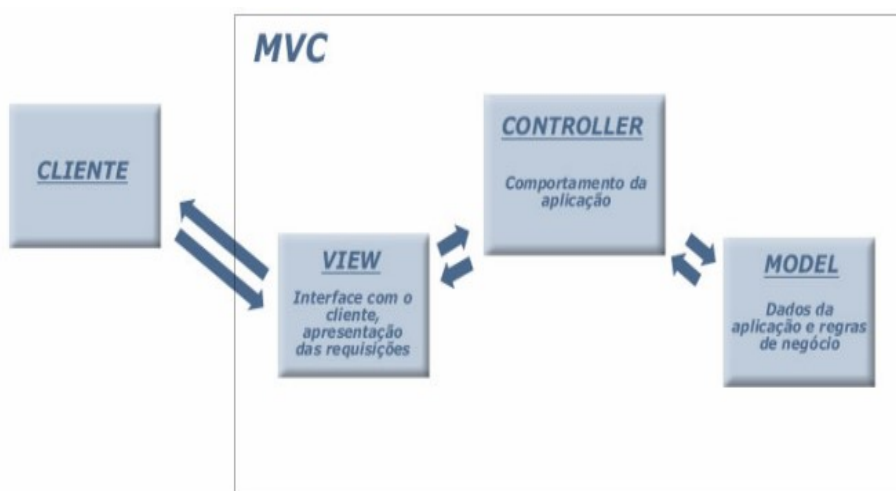 MVC
CLIENTE
CONTROLLER
Comportamento da
aplicação
VIEW
Interface com o
cliente,
apresentação
das requisições
MODEL
Dados da
aplicação e regras
de negócio